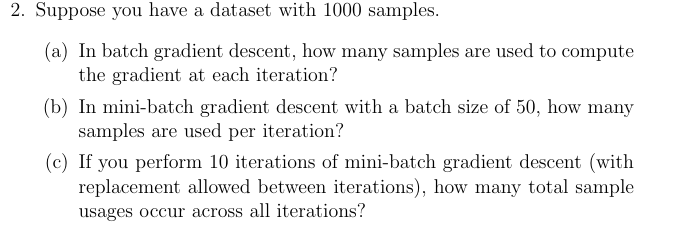 2. Suppose you have a dataset with 1000 samples.
(a) In batch gradient descent, how many samples are used to compute
the gradient at each iteration?
(b) In mini-batch gradient descent with a batch size of 50, how many
samples are used per iteration?
(c) If you perform 10 iterations of mini-batch gradient descent (with
replacement allowed between iterations), how many total sample
usages occur across all iterations?